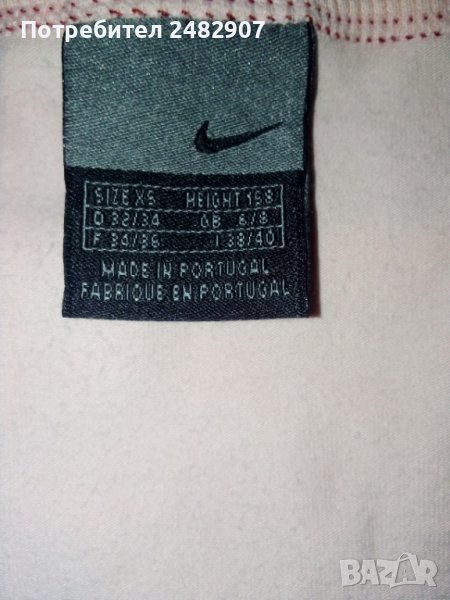 Потребител 2482907
SIZE XS HEIGHT 158
D 32/34 GB 6/8
F 34/36 I 38/40
MADE IN PORTUGAL
FABRIQUE EN PORTUGAL
BAZAR